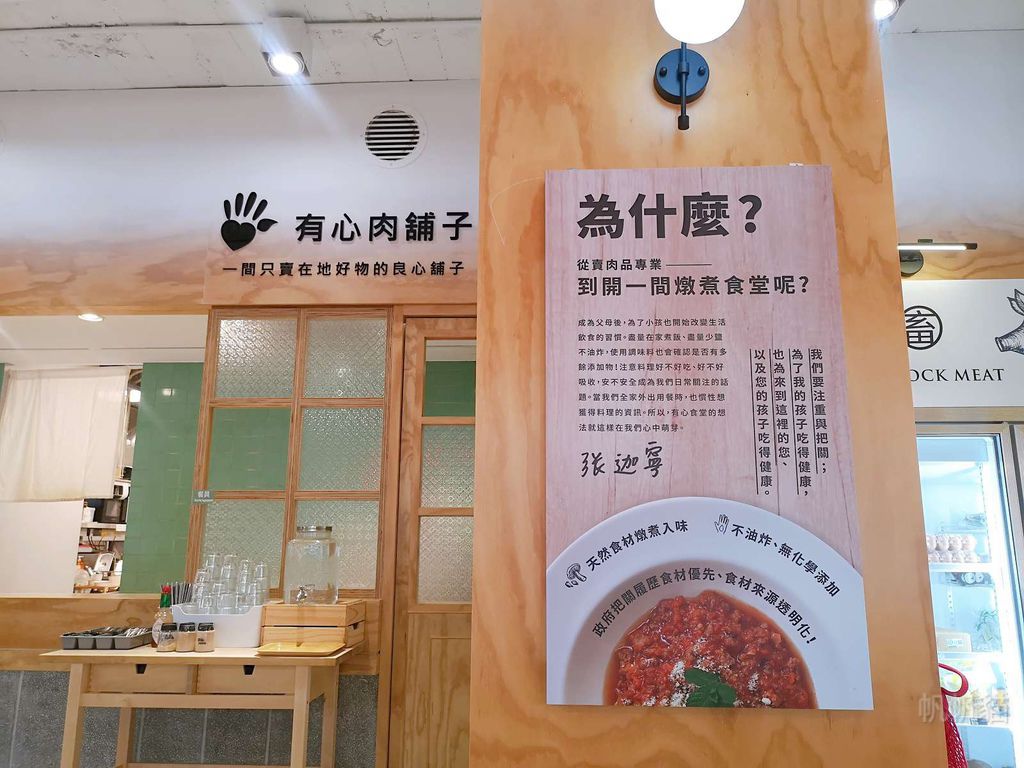 有心肉舖子
一間只賣在地好物的良心舖子
餐具
為什麼?
從賣肉品專業
到開一間燉煮食堂呢?
成為父母後,為了小孩也開始改變生活
飲食的習慣。盡量在家煮飯、盡量少鹽
不油炸,使用調味料也會確認是否有多
餘添加物!注意料理好不好吃、好不好
吸收,安不安全成為我們日常關注的話
題。當我們全家外出用餐時,也慣性想
獲得料理的資訊。所以,有心食堂的想
法就這樣在我們心中萌芽。
張迦寧
我們要注重與把關;
為了我的孩子吃得健康,
也為來到這裡的您、
以及您的孩子吃得健康。
天然食材燉煮入味
不油炸、無化學添加
政府把關履歷食材優先、食材來源透明化!
畜
OCK MEAT